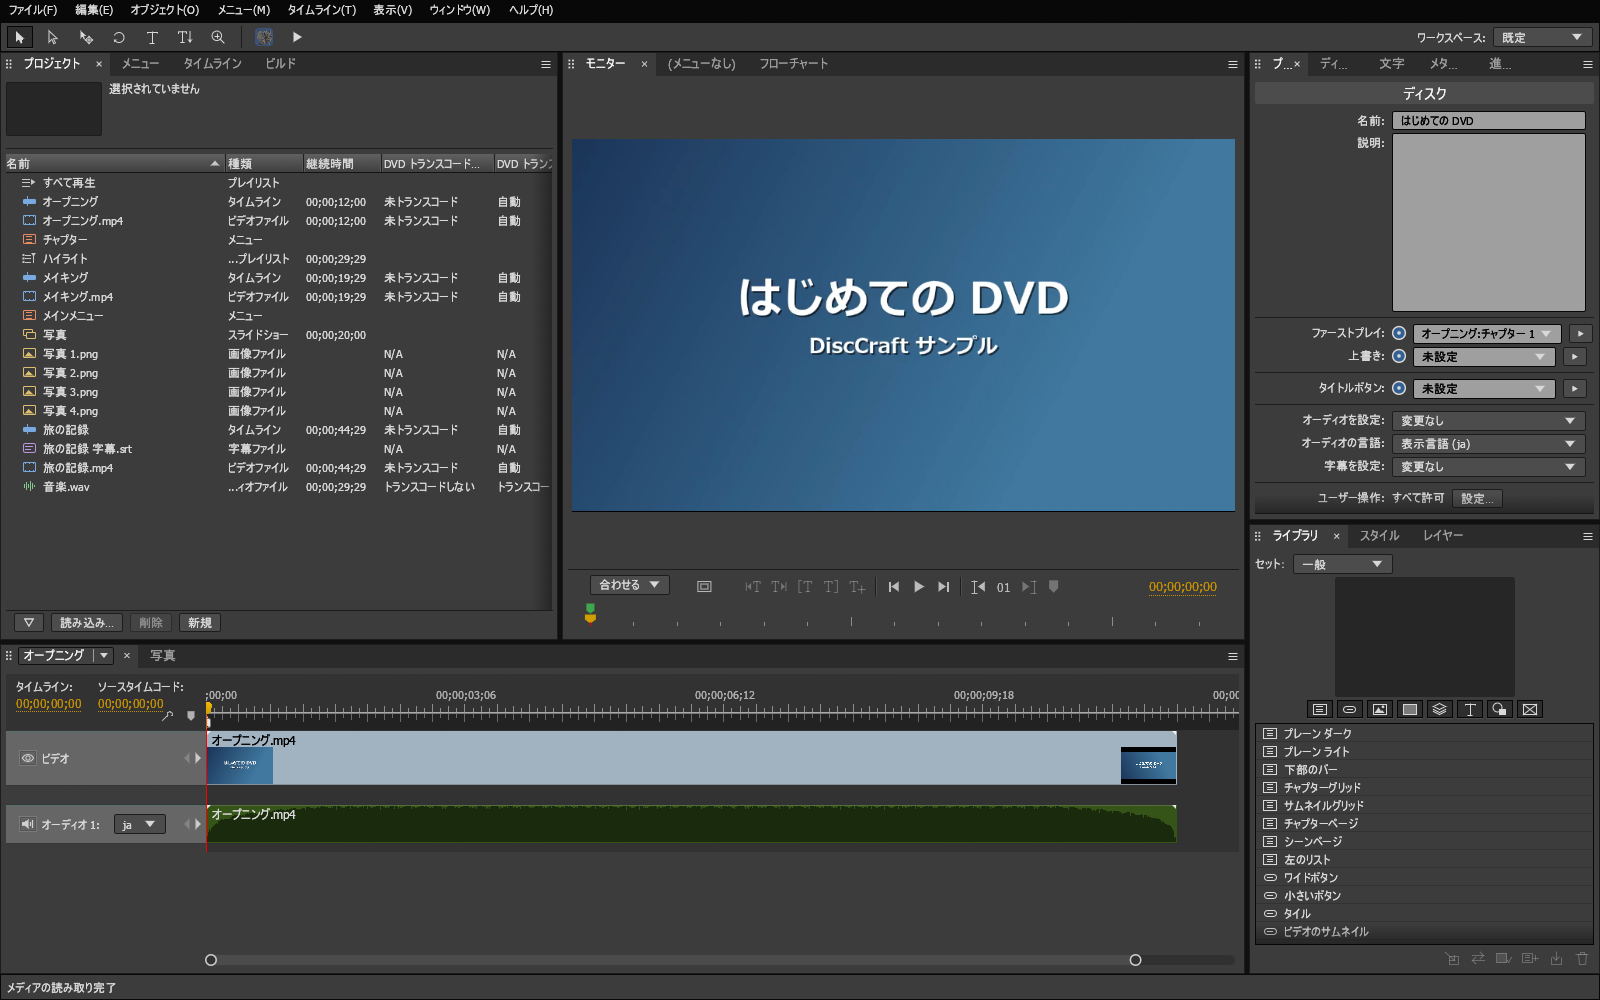 ファイル(F) 編集(E) オブジェクト(O) メニュー(M) タイムライン(T) 表示(V) ウィンドウ(W) ヘルプ(H)
ワークスペース: 既定
プロジェクト × メニュー タイムライン ビルド
選択されていません
名前 種類 継続時間 DVD トランスコード... DVD トランス
すべて再生 プレイリスト
オープニング タイムライン 00;00;12;00 未トランスコード 自動
オープニング.mp4 ビデオファイル 00;00;12;00 未トランスコード 自動
チャプター メニュー
ハイライト ...プレイリスト 00;00;29;29
メイキング タイムライン 00;00;19;29 未トランスコード 自動
メイキング.mp4 ビデオファイル 00;00;19;29 未トランスコード 自動
メインメニュー メニュー
写真 スライドショー 00;00;20;00
写真 1.png 画像ファイル N/A N/A
写真 2.png 画像ファイル N/A N/A
写真 3.png 画像ファイル N/A N/A
写真 4.png 画像ファイル N/A N/A
旅の記録 タイムライン 00;00;44;29 未トランスコード 自動
旅の記録 字幕.srt 字幕ファイル N/A N/A
旅の記録.mp4 ビデオファイル 00;00;44;29 未トランスコード 自動
音楽.wav ...ィオファイル 00;00;29;29 トランスコードしない トランスコー
読み込み... 削除 新規
モニター × (メニューなし) フローチャート
はじめての DVD
DiscCraft サンプル
合わせる 01 00;00;00;00
プ...× ディ... 文字 メタ... 進...
ディスク
名前: はじめての DVD
説明:
ファーストプレイ: オープニング:チャプター 1
上書き: 未設定
タイトルボタン: 未設定
オーディオを設定: 変更なし
オーディオの言語: 表示言語 (ja)
字幕を設定: 変更なし
ユーザー操作: すべて許可 設定...
ライブラリ × スタイル レイヤー
セット: 一般
プレーン ダーク
プレーン ライト
下部のバー
チャプターグリッド
サムネイルグリッド
チャプターページ
シーンページ
左のリスト
ワイドボタン
小さいボタン
タイル
ビデオのサムネイル
オープニング × 写真
タイムライン: ソースタイムコード:
00;00;00;00 00;00;00;00
;00;00 00;00;03;06 00;00;06;12 00;00;09;18 00;00
ビデオ オープニング.mp4
オーディオ 1: ja オープニング.mp4
メディアの読み取り完了